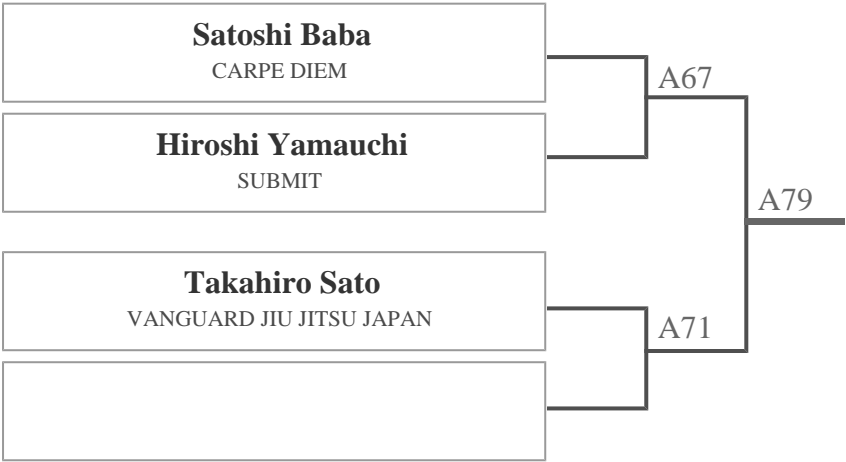 Satoshi Baba
CARPE DIEM
A67
Hiroshi Yamauchi
SUBMIT
A79
Takahiro Sato
VANGUARD JIU JITSU JAPAN
A71